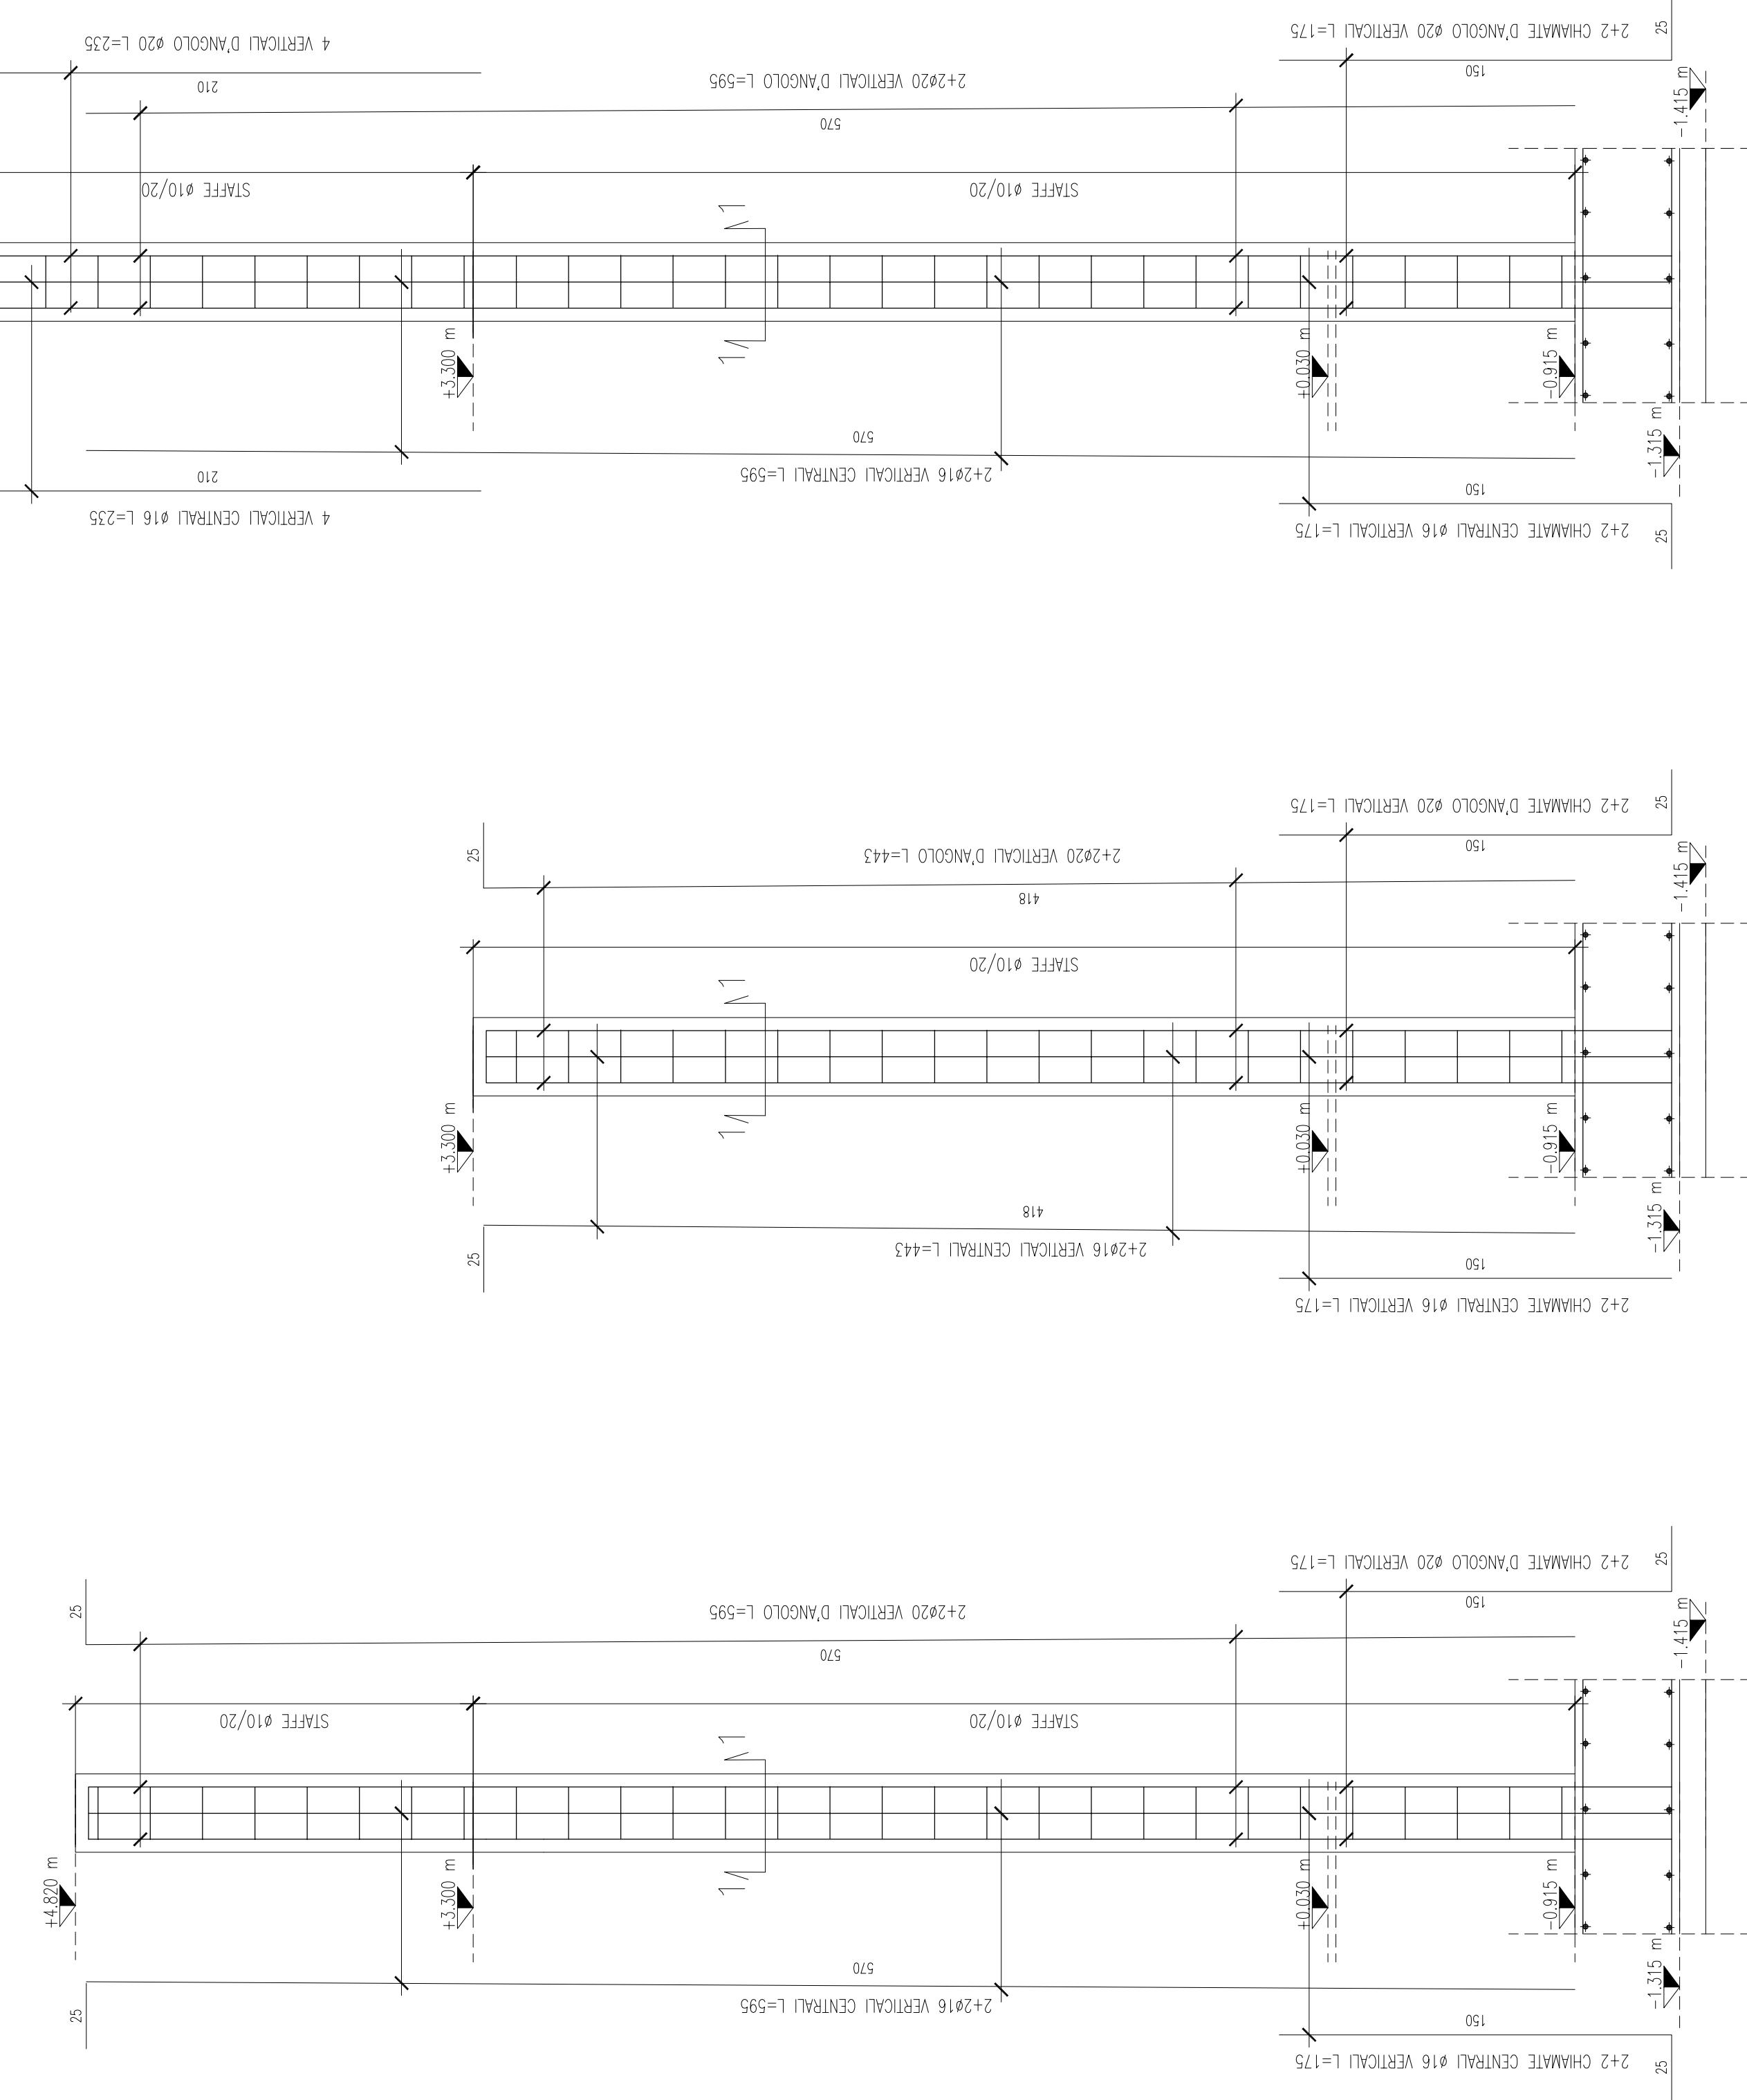 2+2 CHIAMATE D'ANGOLO ø20 VERTICALI L=175
25
4 VERTICALI D'ANGOLO ø20 L=235
150
2+2ø20 VERTICALI D'ANGOLO L=595
210
-1.415 m
570
STAFFE ø10/20
STAFFE ø10/20
1
1
+3.300 m
+0.030 m
-0.915 m
570
-1.315 m
210
2+2ø16 VERTICALI CENTRALI L=595
150
4 VERTICALI CENTRALI ø16 L=235
2+2 CHIAMATE CENTRALI ø16 VERTICALI L=175
25
2+2 CHIAMATE D'ANGOLO ø20 VERTICALI L=175
25
150
25
2+2ø20 VERTICALI D'ANGOLO L=443
-1.415 m
418
STAFFE ø10/20
1
1
+3.300 m
+0.030 m
-0.915 m
418
-1.315 m
25
2+2ø16 VERTICALI CENTRALI L=443
150
2+2 CHIAMATE CENTRALI ø16 VERTICALI L=175
2+2 CHIAMATE D'ANGOLO ø20 VERTICALI L=175
25
150
25
2+2ø20 VERTICALI D'ANGOLO L=595
-1.415 m
570
STAFFE ø10/20
STAFFE ø10/20
1
1
+4.820 m
+3.300 m
+0.030 m
-0.915 m
570
-1.315 m
25
2+2ø16 VERTICALI CENTRALI L=595
150
2+2 CHIAMATE CENTRALI ø16 VERTICALI L=175
25